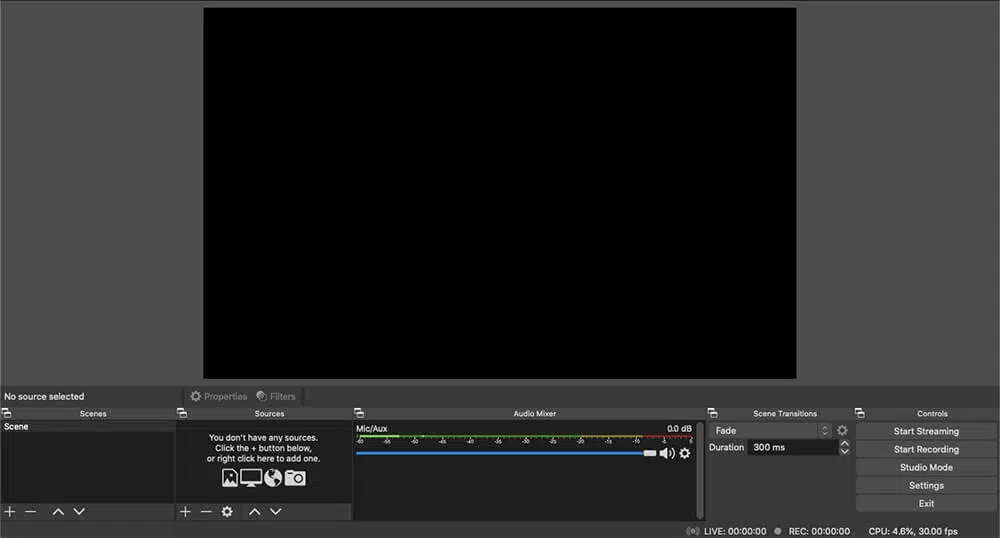 No source selected
Properties
Filters
Scenes
Scene
Sources
You don't have any sources.
Click the + button below,
or right click here to add one.
Audio Mixer
Mic/Aux
0.0 dB
-60 -55 -50 -45 -40 -35 -30 -25 -20 -15 -10 -5 0
Scene Transitions
Fade
Duration 300 ms
Controls
Start Streaming
Start Recording
Studio Mode
Settings
Exit
LIVE: 00:00:00
REC: 00:00:00
CPU: 4.6%, 30.00 fps